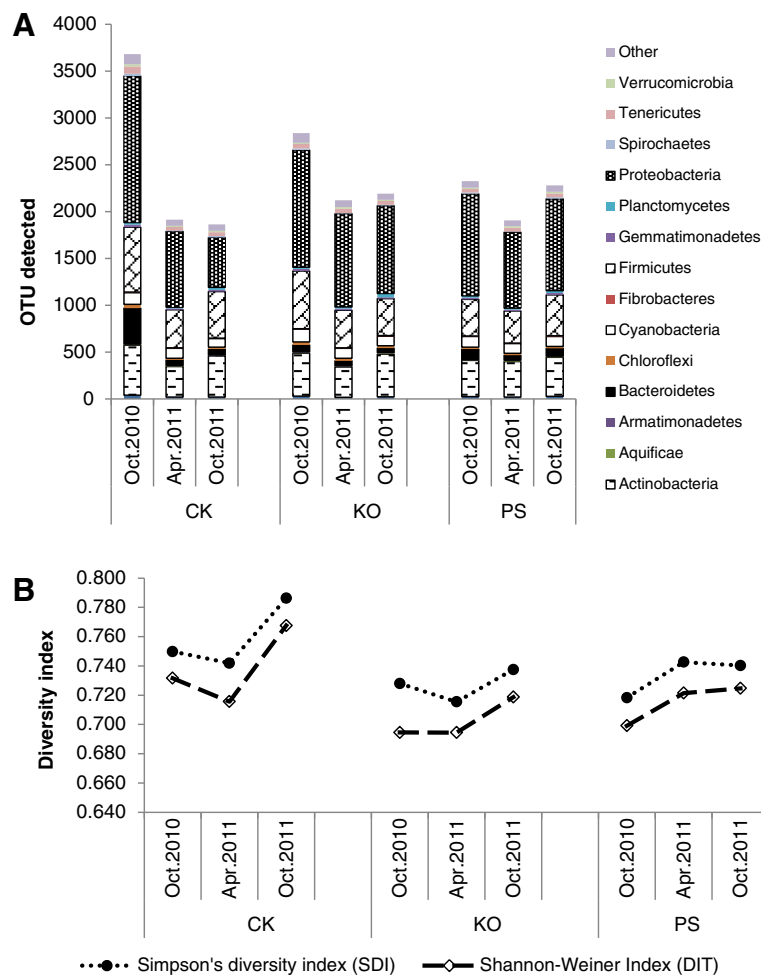 A
OTU detected
4000
3500
3000
2500
2000
1500
1000
500
0
Oct.2010
Apr.2011
Oct.2011
Oct.2010
Apr.2011
Oct.2011
Oct.2010
Apr.2011
Oct.2011
CK
KO
PS
Other
Verrucomicrobia
Tenericutes
Spirochaetes
Proteobacteria
Planctomycetes
Gemmatimonadetes
Firmicutes
Fibrobacteres
Cyanobacteria
Chloroflexi
Bacteroidetes
Armatimonadetes
Aquificae
Actinobacteria
B
Diversity index
0.800
0.780
0.760
0.740
0.720
0.700
0.680
0.660
0.640
Oct.2010
Apr.2011
Oct.2011
Oct.2010
Apr.2011
Oct.2011
Oct.2010
Apr.2011
Oct.2011
CK
KO
PS
Simpson's diversity index (SDI)
Shannon-Weiner Index (DIT)